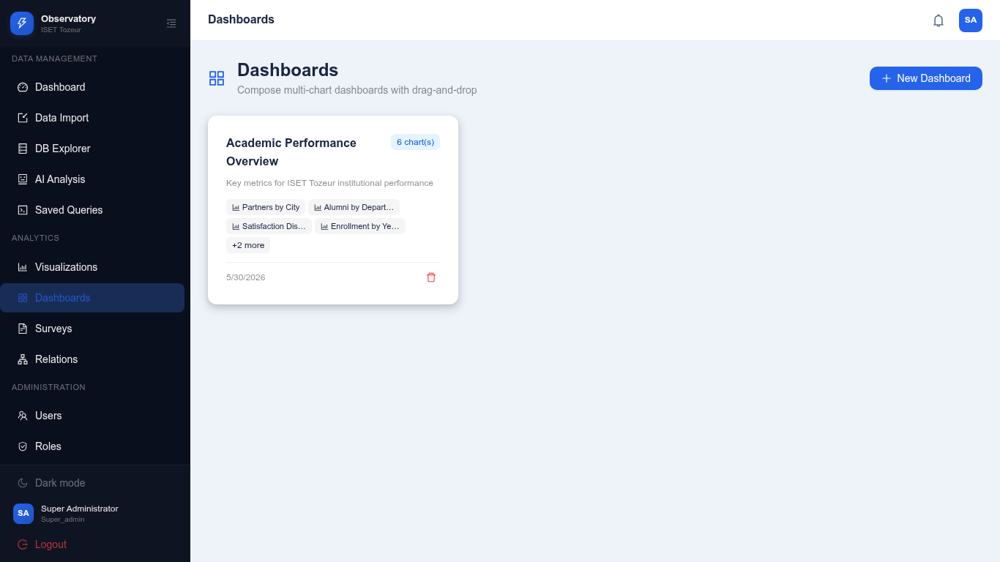 Observatory
ISET Tozeur
DATA MANAGEMENT
Dashboard
Data Import
DB Explorer
AI Analysis
Saved Queries
ANALYTICS
Visualizations
Dashboards
Surveys
Relations
ADMINISTRATION
Users
Roles
Dark mode
SA
Super Administrator
Super_admin
Logout
Dashboards
SA
Dashboards
Compose multi-chart dashboards with drag-and-drop
New Dashboard
Academic Performance
Overview
6 chart(s)
Key metrics for ISET Tozeur institutional performance
Partners by City
Alumni by Depart...
Satisfaction Dis...
Enrollment by Ye...
+2 more
5/30/2026